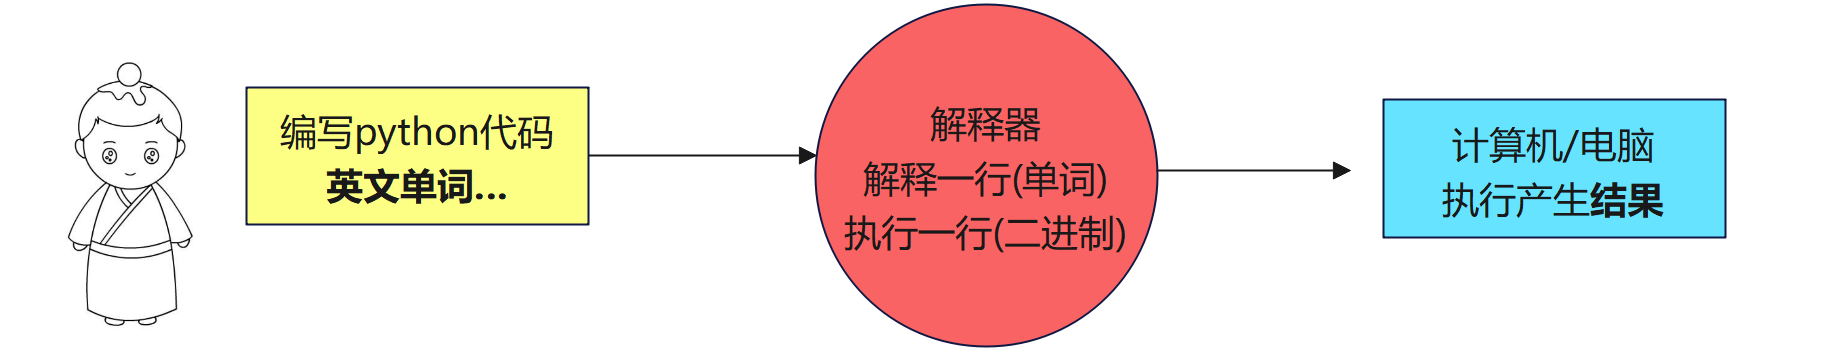 编写python代码
英文单词...
解释器
解释一行(单词)
执行一行(二进制)
计算机/电脑
执行产生结果